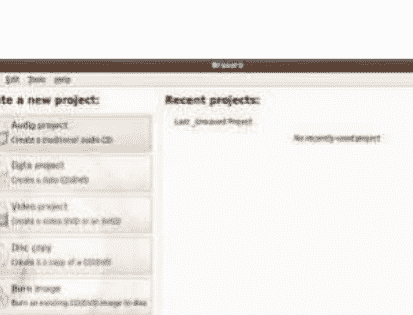 Brasero
Edit Tools Help
te a new project:
Audio project
Create a traditional audio CD
Data project
Create a data CD/DVD
Video project
Create a video DVD or an SVCD
Disc copy
Create 1:1 copy of a CD/DVD
Burn image
Burn an existing CD/DVD image to disc
Recent projects:
Last _Unsaved Project
No recently used project